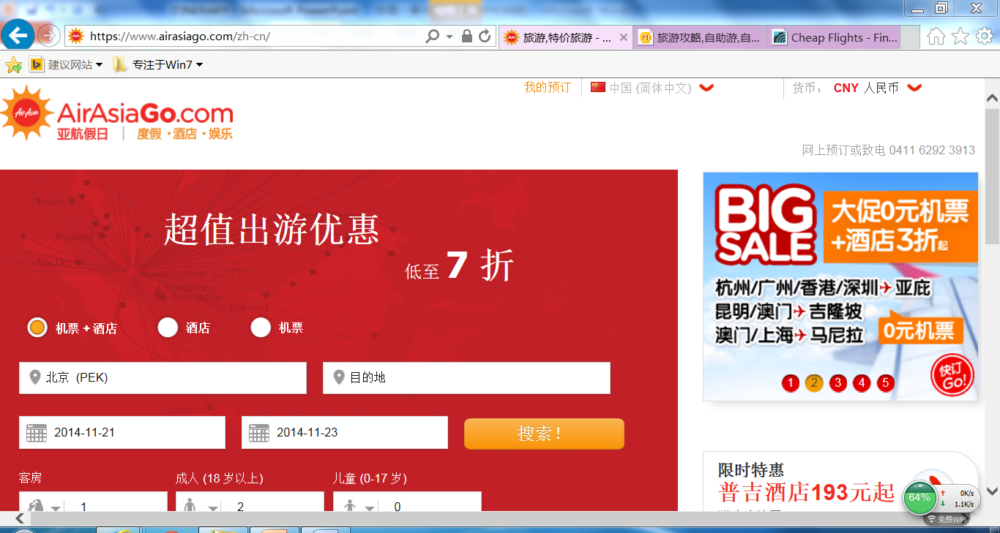 https://www.airasiago.com/zh-cn/
旅游,特价旅游 - ...
旅游攻略,自助游,自...
Cheap Flights - Fin...
建议网站
专注于Win7
我的预订
中国 (简体中文)
货币： CNY 人民币
AirAsia
AirAsiaGo.com
亚航假日 | 度假 · 酒店 · 娱乐
网上预订或致电 0411 6292 3913
Phuket
Penang
Medan
Kuala Lumpur (LCCT)
Johor Bahru
Singapore
Kuching
Jakarta
超值出游优惠
低至 7 折
机票 + 酒店
酒店
机票
北京 (PEK)
目的地
2014-11-21
2014-11-23
搜索！
客房
成人 (18 岁以上)
儿童 (0-17 岁)
1
2
0
BIG SALE
大促0元机票
+酒店3折起
杭州/广州/香港/深圳✈亚庇
昆明/澳门✈吉隆坡
澳门/上海✈马尼拉
0元机票
快订
GO!
1 2 3 4 5
限时特惠
普吉酒店193元起
64%
0K/s
1.1K/s
免费WiFi